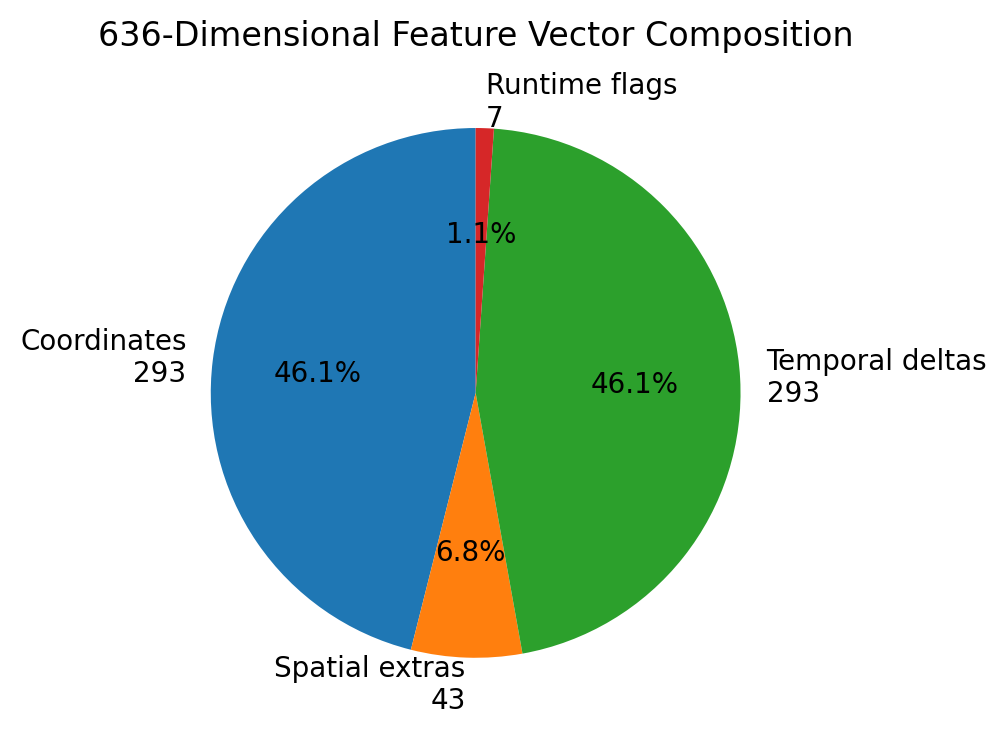 636-Dimensional Feature Vector Composition
Runtime flags
7
1.1%
Coordinates
293
46.1%
46.1%
Temporal deltas
293
6.8%
Spatial extras
43